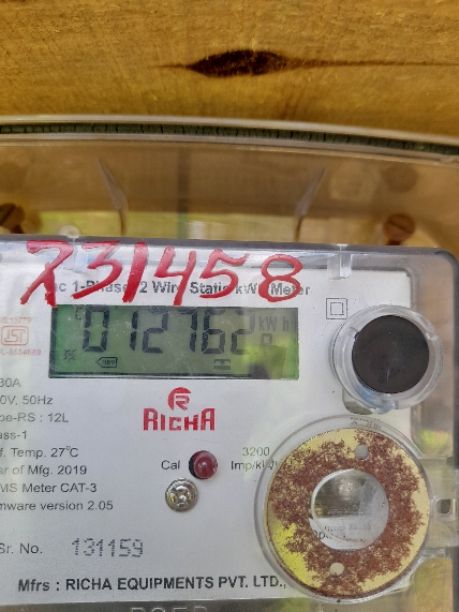 731458
ac 1-Phase 2 Wire Static kWh Meter
012762 kWh
30A
0V, 50Hz
pe-RS : 12L
ass-1
f. Temp. 27°C
ar of Mfg. 2019
MS Meter CAT-3
mware version 2.05
RICHA
Cal
3200
Imp/kWh
Sr. No. 131159
Mfrs : RICHA EQUIPMENTS PVT. LTD.,